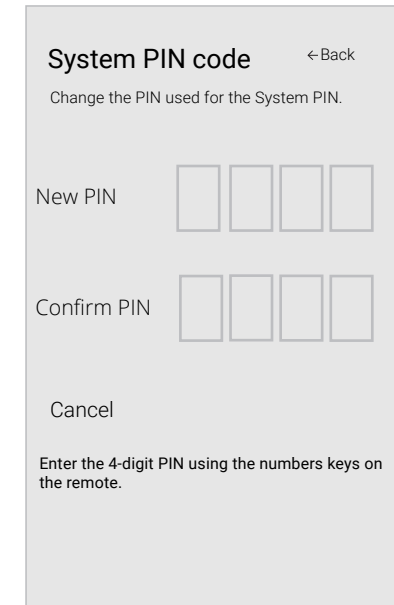 System PIN code
←Back
Change the PIN used for the System PIN.
New PIN
Confirm PIN
Cancel
Enter the 4-digit PIN using the numbers keys on
the remote.